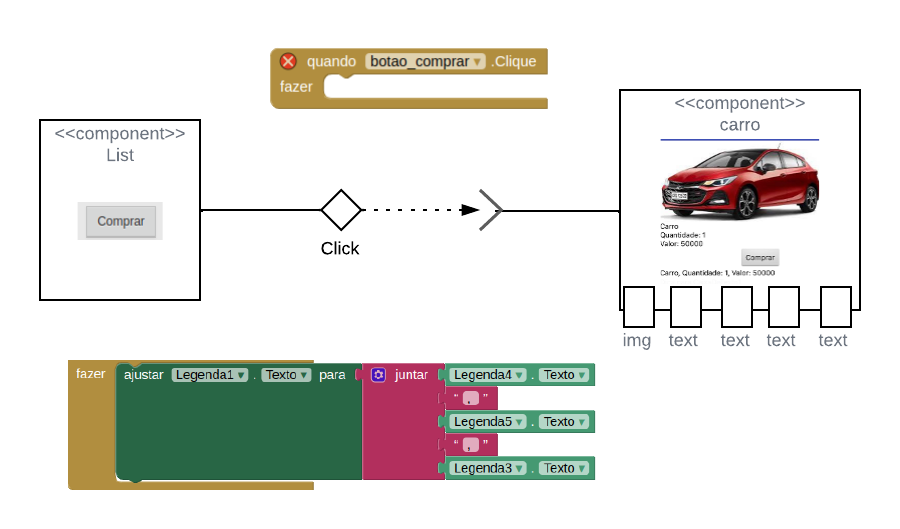 quando botao_comprar .Clique
fazer
<<component>>
List
Comprar
Click
<<component>>
carro
Carro
Quantidade: 1
Valor: 50000
Comprar
Carro, Quantidade: 1, Valor: 50000
img text text text text
fazer ajustar Legenda1 . Texto para juntar Legenda4 . Texto
“ , ”
Legenda5 . Texto
“ , ”
Legenda3 . Texto